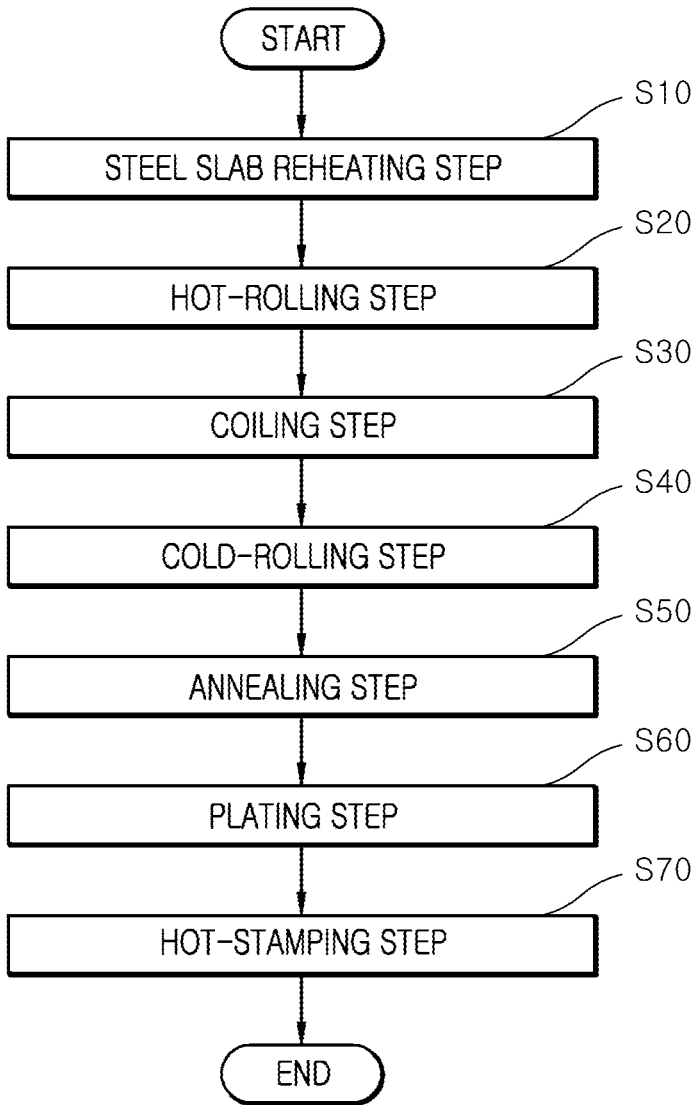 START
S10
STEEL SLAB REHEATING STEP
S20
HOT-ROLLING STEP
S30
COILING STEP
S40
COLD-ROLLING STEP
S50
ANNEALING STEP
S60
PLATING STEP
S70
HOT-STAMPING STEP
END